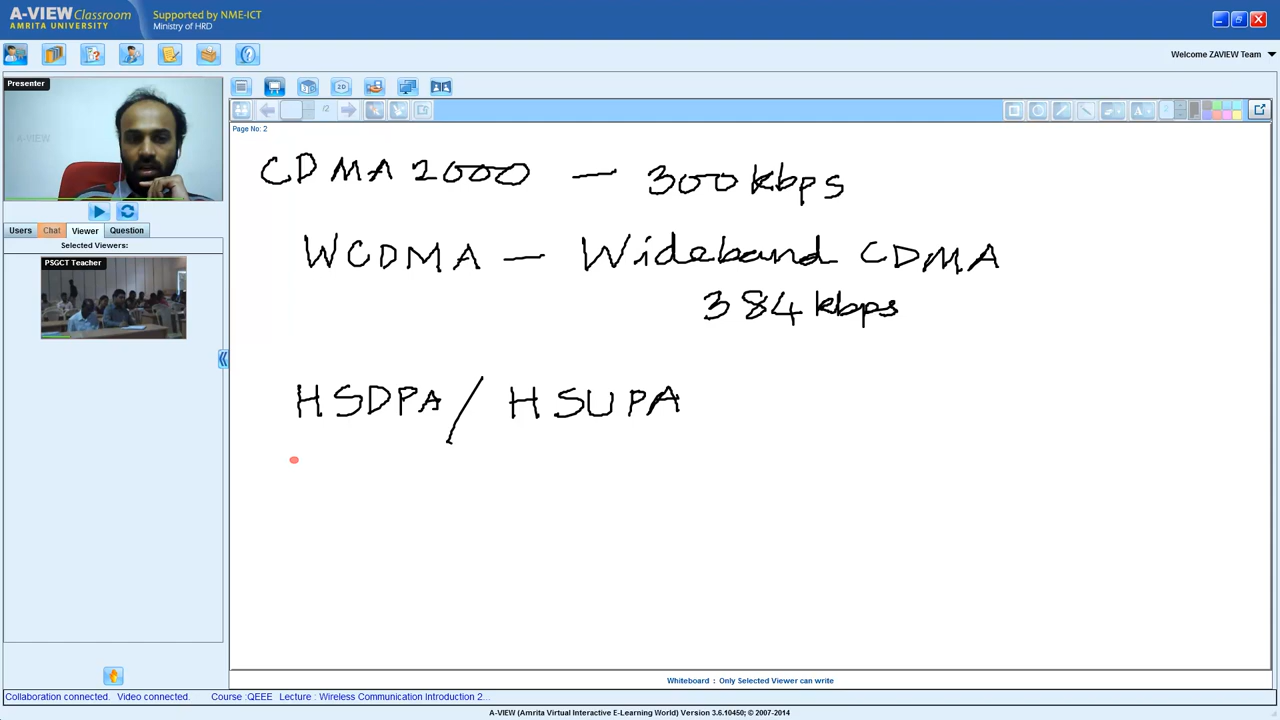 A-VIEW Classroom
AMRITA UNIVERSITY
Supported by NME-ICT
Ministry of HRD
Welcome ZAVIEW Team
Presenter
A-VIEW
Page No: 2
CDMA 2000 — 300 kbps
WCDMA — Wideband CDMA
384 kbps
HSDPA / HSUPA
Users Chat Viewer Question
Selected Viewers:
PSGCT Teacher
Whiteboard : Only Selected Viewer can write
Collaboration connected. Video connected. Course :QEEE Lecture : Wireless Communication Introduction 2...
A-VIEW (Amrita Virtual Interactive E-Learning World) Version 3.6.10450; © 2007-2014